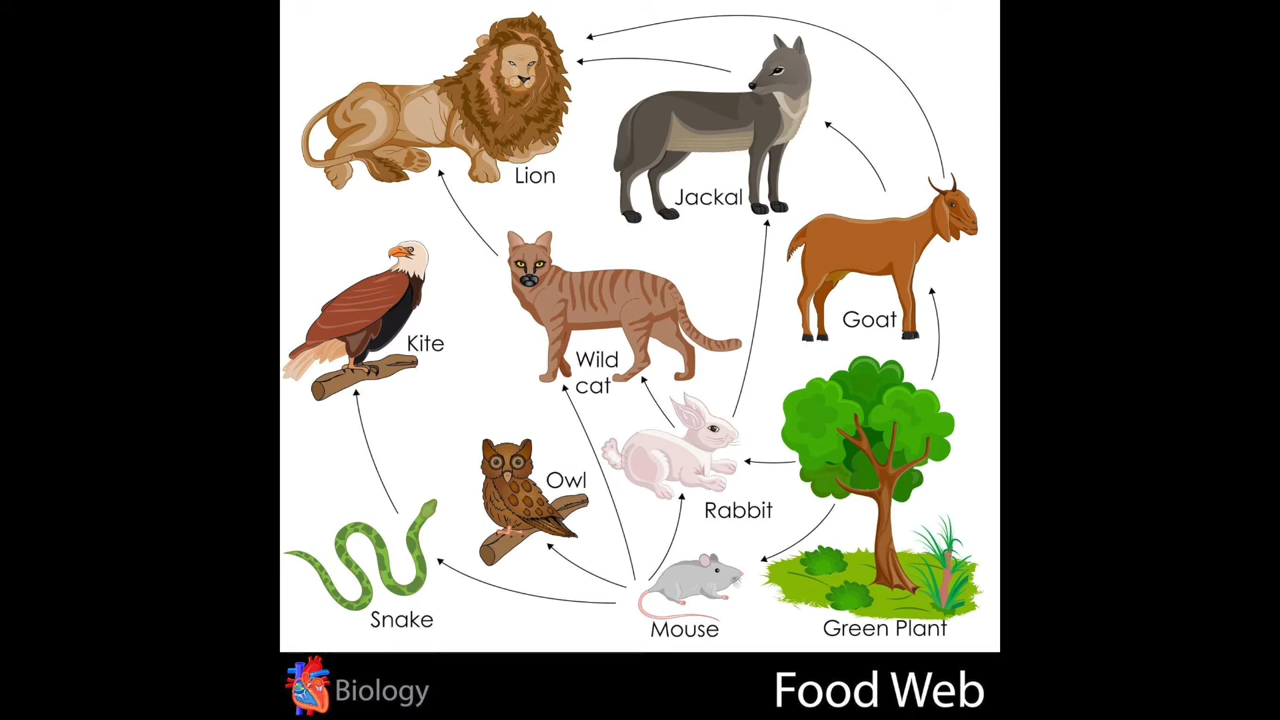 Lion
Jackal
Goat
Kite
Wild
cat
Owl
Rabbit
Snake
Mouse
Green Plant
Biology
Food Web